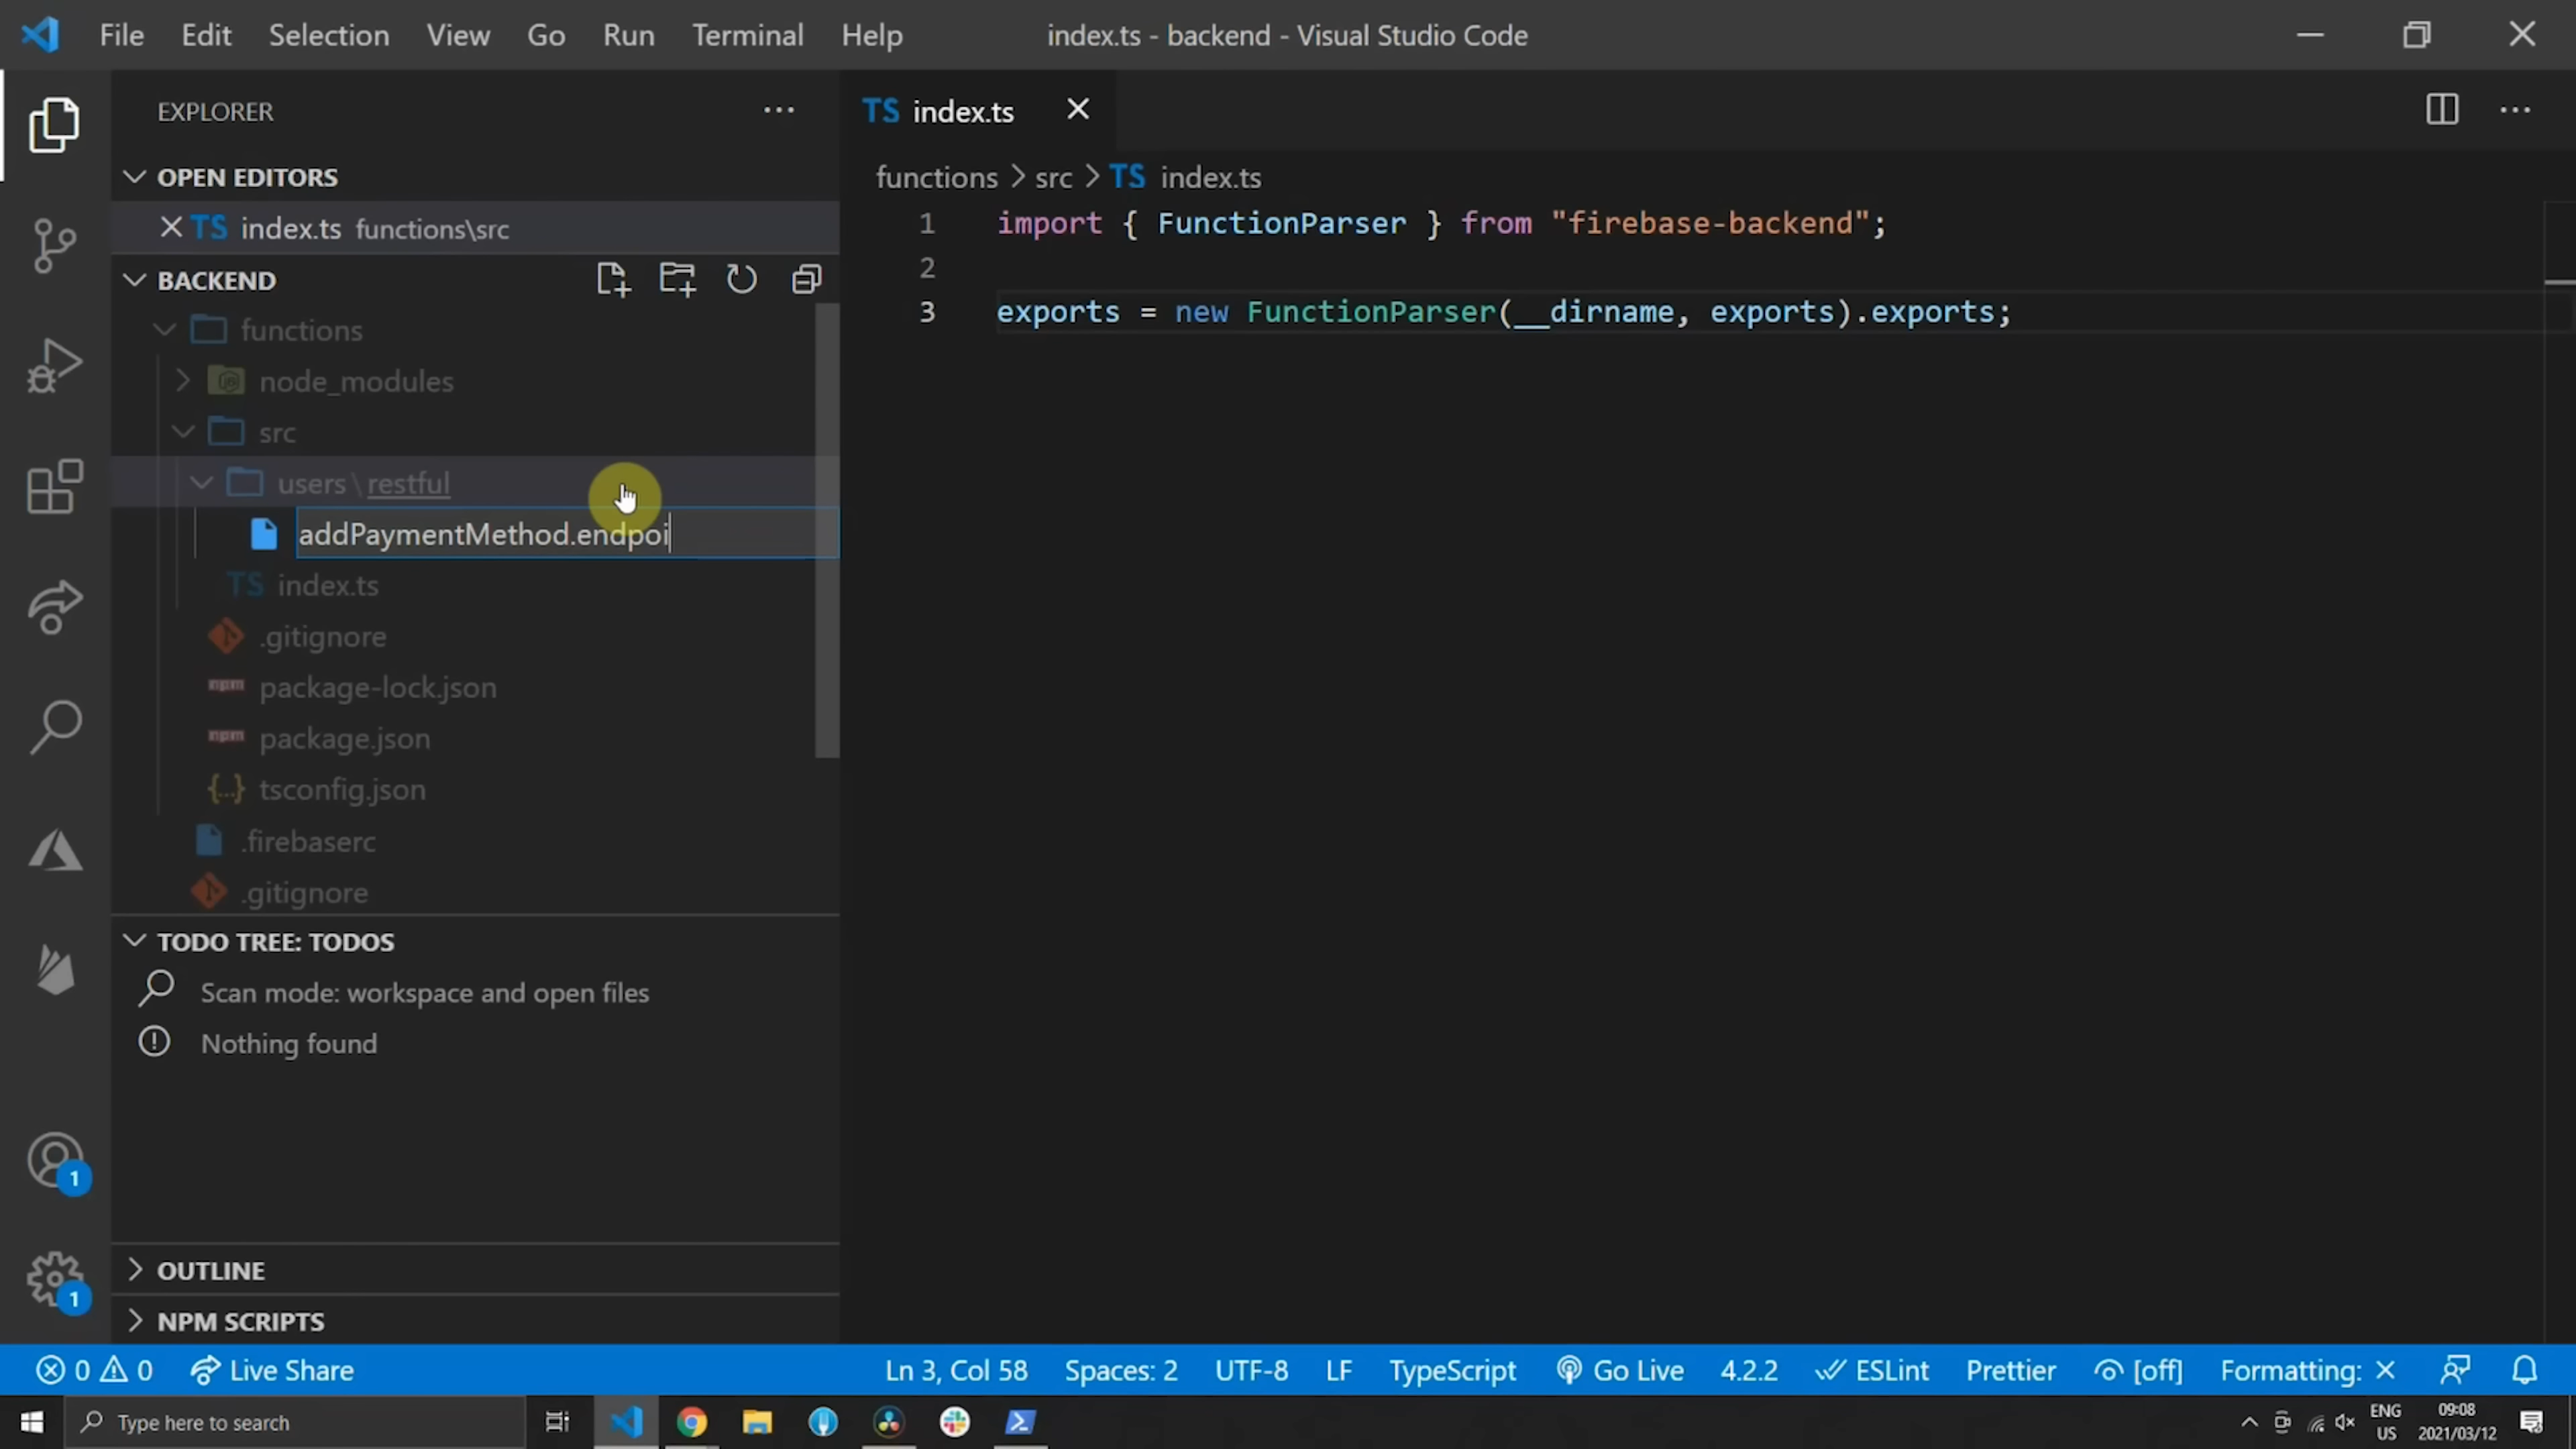 File Edit Selection View Go Run Terminal Help index.ts - backend - Visual Studio Code
EXPLORER
OPEN EDITORS
TS index.ts functions\src
BACKEND
functions
node_modules
src
users \ restful
addPaymentMethod.endpoi
TS index.ts
.gitignore
npm package-lock.json
npm package.json
{...} tsconfig.json
.firebaserc
.gitignore
TODO TREE: TODOS
Scan mode: workspace and open files
Nothing found
1
1
OUTLINE
NPM SCRIPTS
TS index.ts
functions > src > TS index.ts
1 import { FunctionParser } from "firebase-backend";
2
3 exports = new FunctionParser(__dirname, exports).exports;
0 0 Live Share Ln 3, Col 58 Spaces: 2 UTF-8 LF TypeScript Go Live 4.2.2 ESLint Prettier [off] Formatting: ×
Type here to search
ENG
US
09:08
2021/03/12